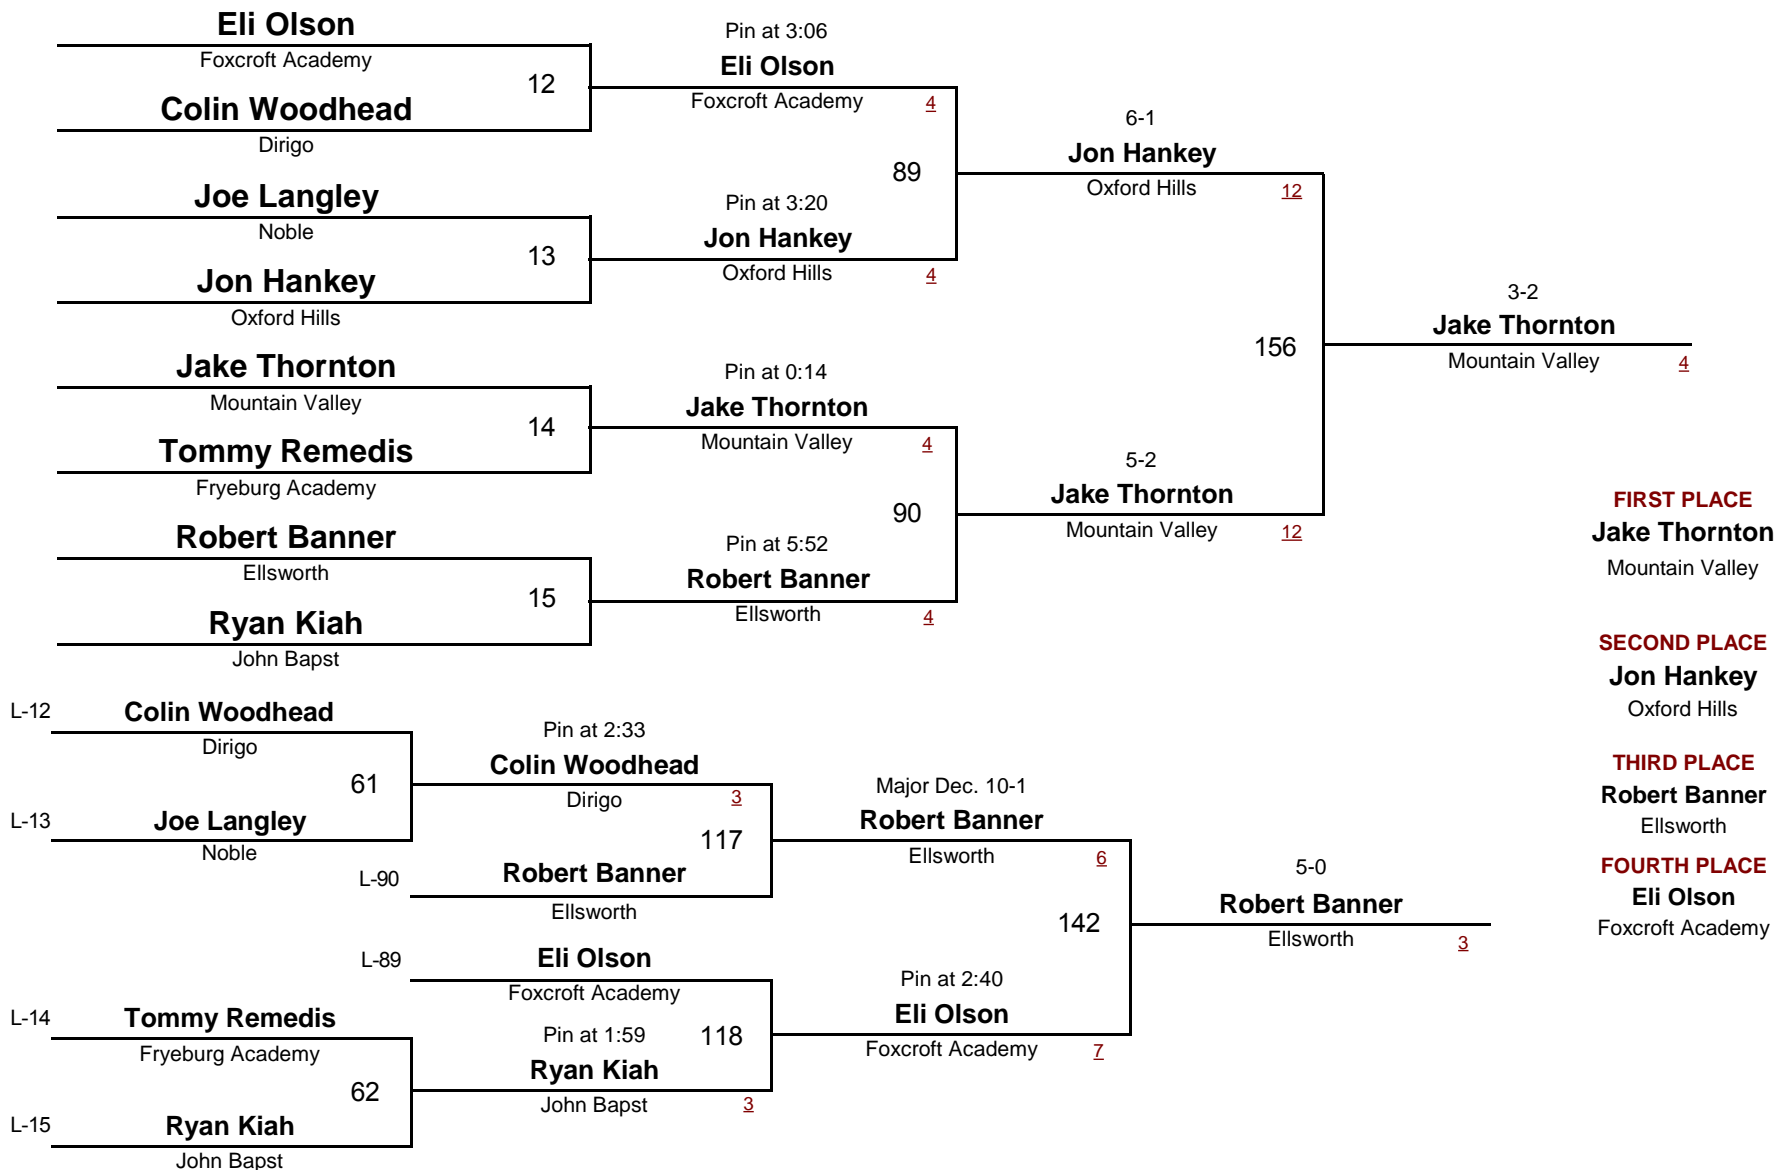 Eli Olson
Foxcroft Academy
12
Colin Woodhead
Dirigo
Joe Langley
Noble
13
Jon Hankey
Oxford Hills
Jake Thornton
Mountain Valley
14
Tommy Remedis
Fryeburg Academy
Robert Banner
Ellsworth
15
Ryan Kiah
John Bapst
Pin at 3:06
Eli Olson
Foxcroft Academy 4
89
Pin at 3:20
Jon Hankey
Oxford Hills 4
Pin at 0:14
Jake Thornton
Mountain Valley 4
90
Pin at 5:52
Robert Banner
Ellsworth 4
6-1
Jon Hankey
Oxford Hills 12
156
5-2
Jake Thornton
Mountain Valley 12
3-2
Jake Thornton
Mountain Valley 4
FIRST PLACE
Jake Thornton
Mountain Valley
SECOND PLACE
Jon Hankey
Oxford Hills
THIRD PLACE
Robert Banner
Ellsworth
FOURTH PLACE
Eli Olson
Foxcroft Academy
L-12 Colin Woodhead
Dirigo
61
L-13 Joe Langley
Noble
Pin at 2:33
Colin Woodhead
Dirigo 3
117
L-90 Robert Banner
Ellsworth
L-89 Eli Olson
Foxcroft Academy
118
L-14 Tommy Remedis
Fryeburg Academy
62
L-15 Ryan Kiah
John Bapst
Pin at 1:59
Ryan Kiah
John Bapst 3
Major Dec. 10-1
Robert Banner
Ellsworth 6
142
Pin at 2:40
Eli Olson
Foxcroft Academy 7
5-0
Robert Banner
Ellsworth 3